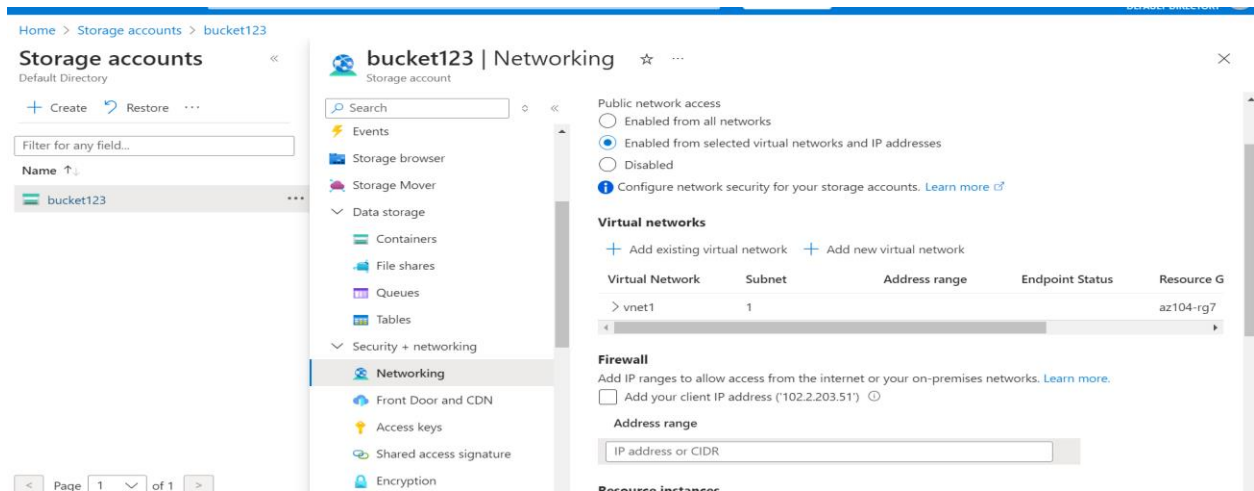 DEFAULT DIRECTORY
Home > Storage accounts > bucket123
Storage accounts
Default Directory
+ Create Restore ...
Filter for any field...
Name ↑↓
bucket123 ...
< Page 1 of 1 >
bucket123 | Networking ☆ ...
Storage account
Search
Events
Storage browser
Storage Mover
Data storage
Containers
File shares
Queues
Tables
Security + networking
Networking
Front Door and CDN
Access keys
Shared access signature
Encryption
Public network access
Enabled from all networks
Enabled from selected virtual networks and IP addresses
Disabled
Configure network security for your storage accounts. Learn more
Virtual networks
+ Add existing virtual network + Add new virtual network
Virtual Network Subnet Address range Endpoint Status Resource G
> vnet1 1 az104-rg7
Firewall
Add IP ranges to allow access from the internet or your on-premises networks. Learn more.
Add your client IP address ('102.2.203.51')
Address range
IP address or CIDR
Resource instances